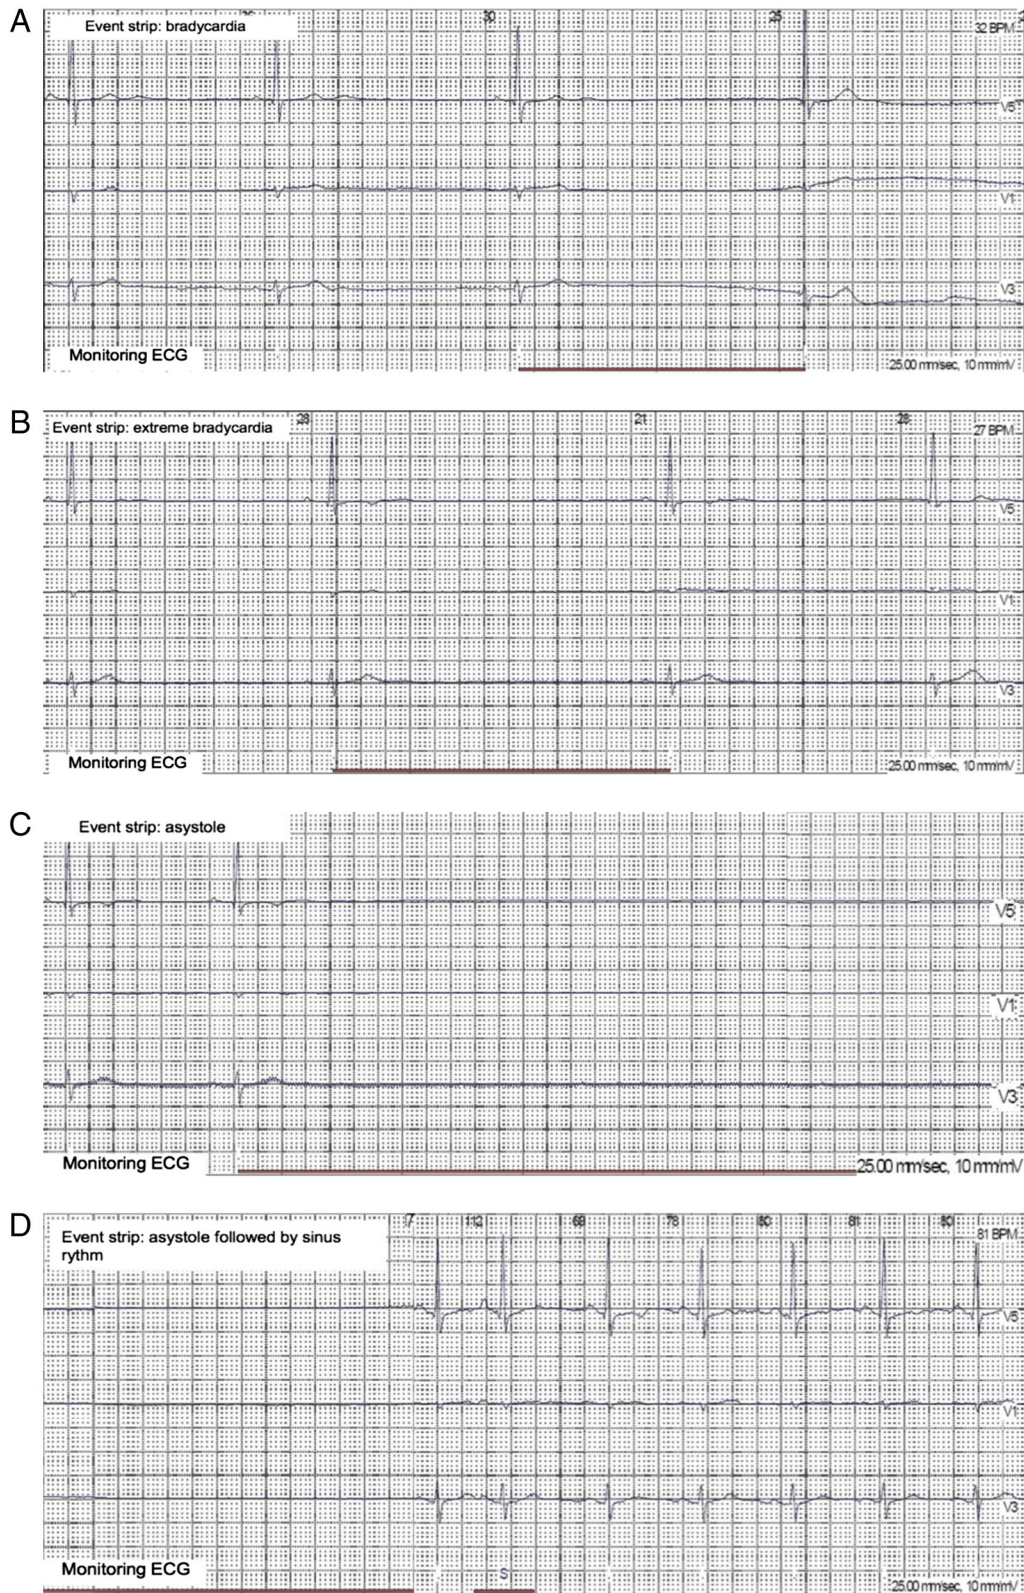 A
Event strip: bradycardia
30
25
32 BPM
V5
V1
V3
Monitoring ECG
25.00 mm/sec, 10 mm/mV
B
Event strip: extreme bradycardia
28
21
28
27 BPM
V5
V1
V3
Monitoring ECG
25.00 mm/sec, 10 mm/mV
C
Event strip: asystole
V5
V1
V3
Monitoring ECG
25.00 mm/sec, 10 mm/mV
D
Event strip: asystole followed by sinus
rythm
112
68
78
80
81
80
81 BPM
V5
V1
V3
Monitoring ECG
S
25.00 mm/sec, 10 mm/mV